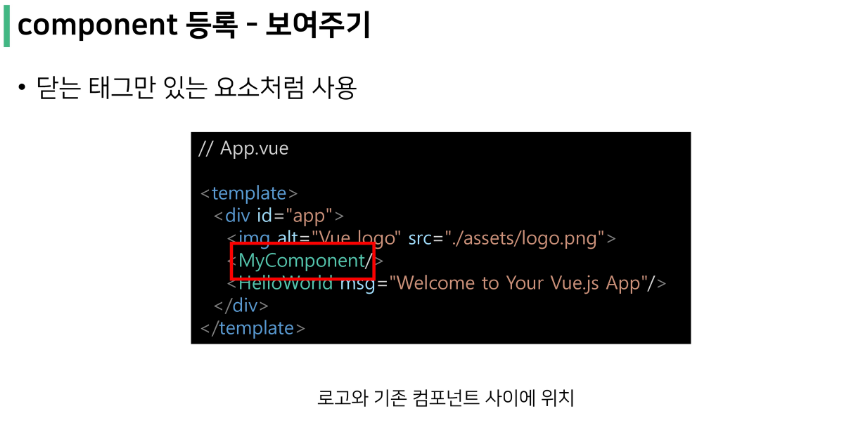 component 등록 - 보여주기
• 닫는 태그만 있는 요소처럼 사용
// App.vue
<template>
<div id="app">
<img alt="Vue logo" src="./assets/logo.png">
<MyComponent/>
<HelloWorld msg="Welcome to Your Vue.js App"/>
</div>
</template>
로고와 기존 컴포넌트 사이에 위치